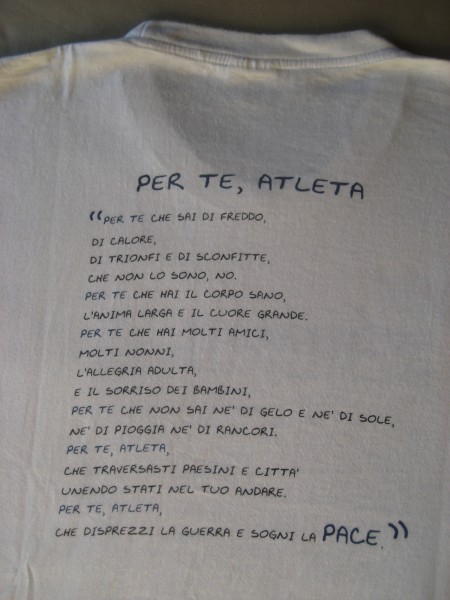 PER TE, ATLETA
“PER TE CHE SAI DI FREDDO,
DI CALORE,
DI TRIONFI E DI SCONFITTE,
CHE NON LO SONO, NO.
PER TE CHE HAI IL CORPO SANO,
L'ANIMA LARGA E IL CUORE GRANDE.
PER TE CHE HAI MOLTI AMICI,
MOLTI NONNI,
L'ALLEGRIA ADULTA,
E IL SORRISO DEI BAMBINI,
PER TE CHE NON SAI NE' DI GELO E NE' DI SOLE,
NE' DI PIOGGIA NE' DI RANCORI.
PER TE, ATLETA,
CHE TRAVERSASTI PAESINI E CITTA'
UNENDO STATI NEL TUO ANDARE.
PER TE, ATLETA,
CHE DISPREZZI LA GUERRA E SOGNI LA PACE.”